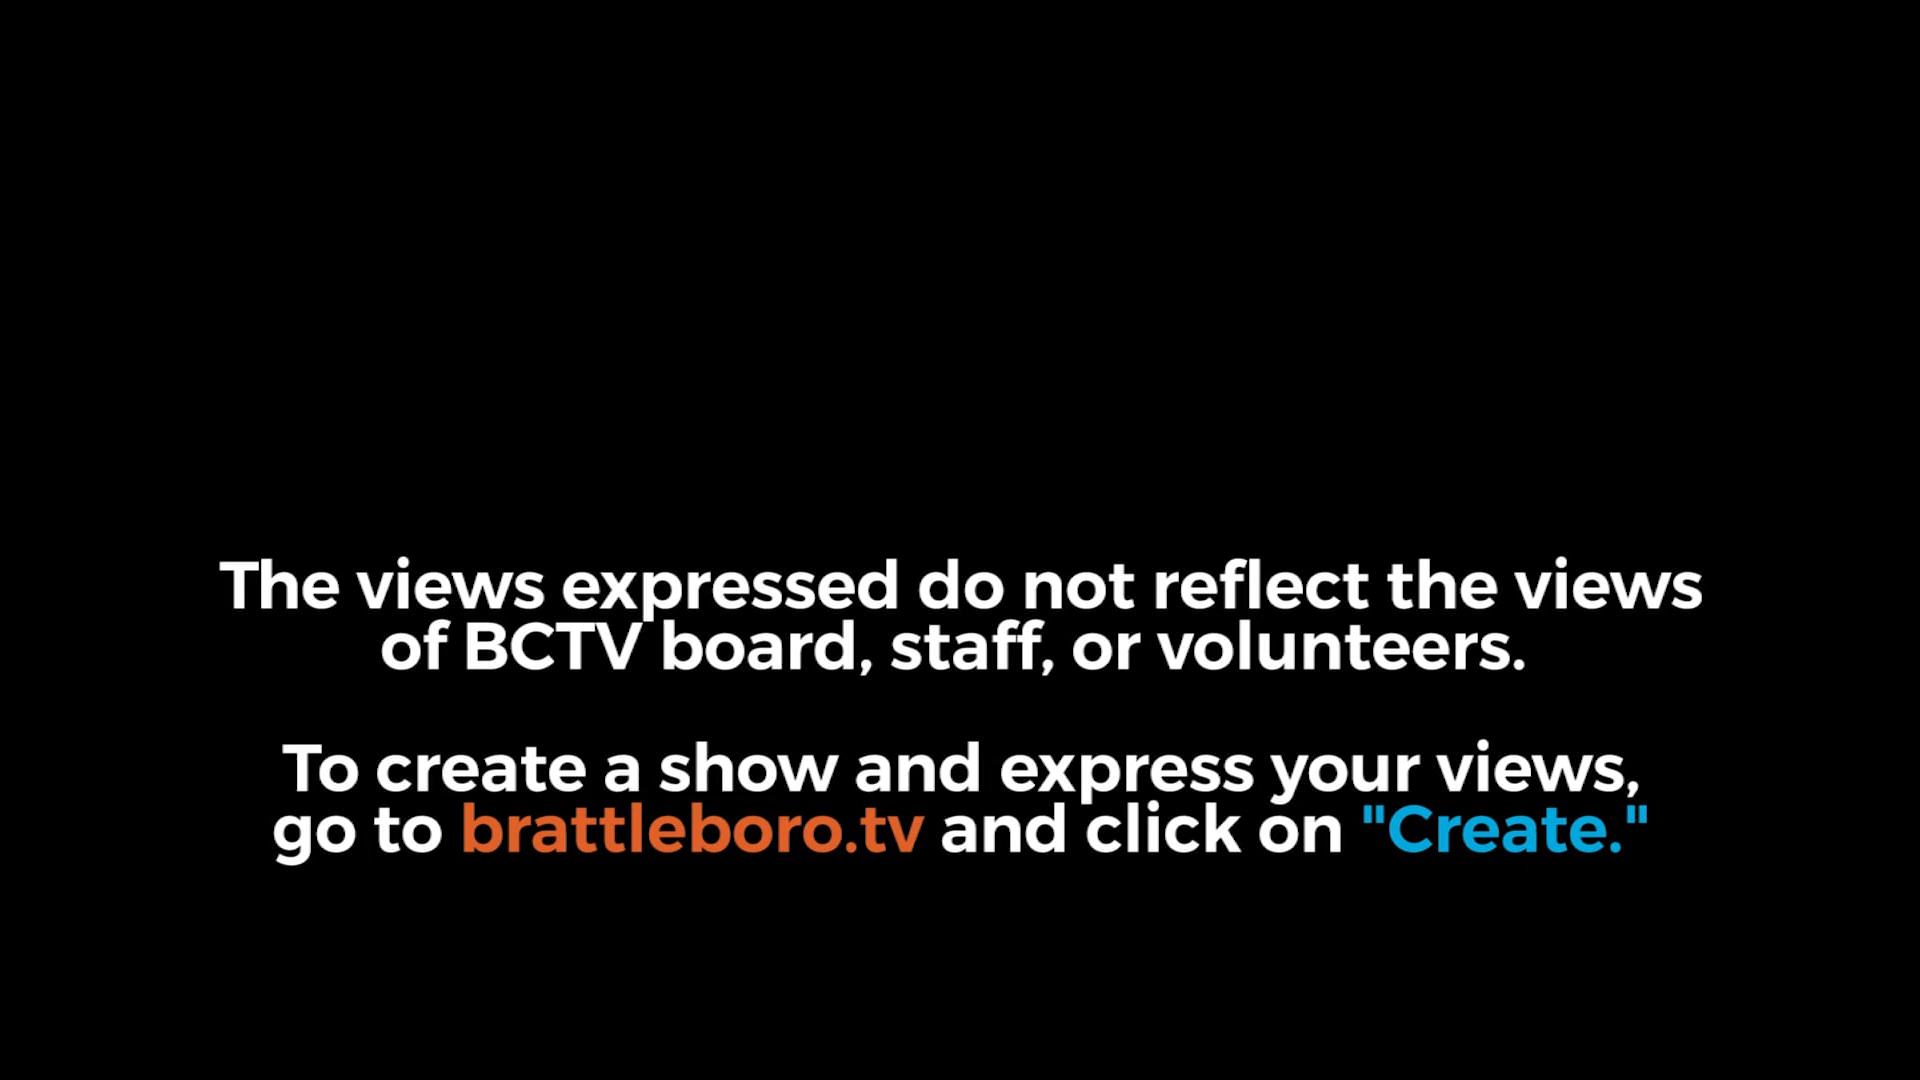 The views expressed do not reflect the views
of BCTV board, staff, or volunteers.
To create a show and express your views,
go to brattleboro.tv and click on "Create."